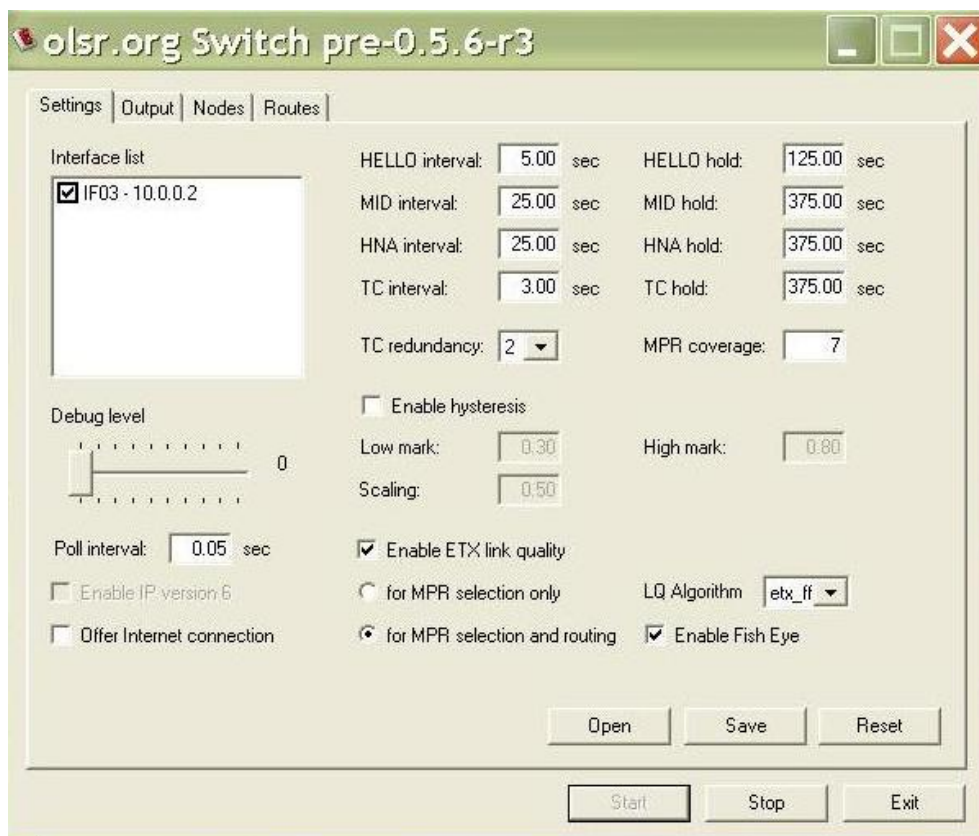 olsr.org Switch pre-0.5.6-r3
Settings Output Nodes Routes
Interface list
IF03 - 10.0.0.2
HELLO interval: 5.00 sec HELLO hold: 125.00 sec
MID interval: 25.00 sec MID hold: 375.00 sec
HNA interval: 25.00 sec HNA hold: 375.00 sec
TC interval: 3.00 sec TC hold: 375.00 sec
TC redundancy: 2 MPR coverage: 7
Debug level
0
Enable hysteresis
Low mark: 0.30 High mark: 0.80
Scaling: 0.50
Poll interval: 0.05 sec
Enable IP version 6
Offer Internet connection
Enable ETX link quality
for MPR selection only LQ Algorithm etx_ff
for MPR selection and routing Enable Fish Eye
Open Save Reset
Start Stop Exit